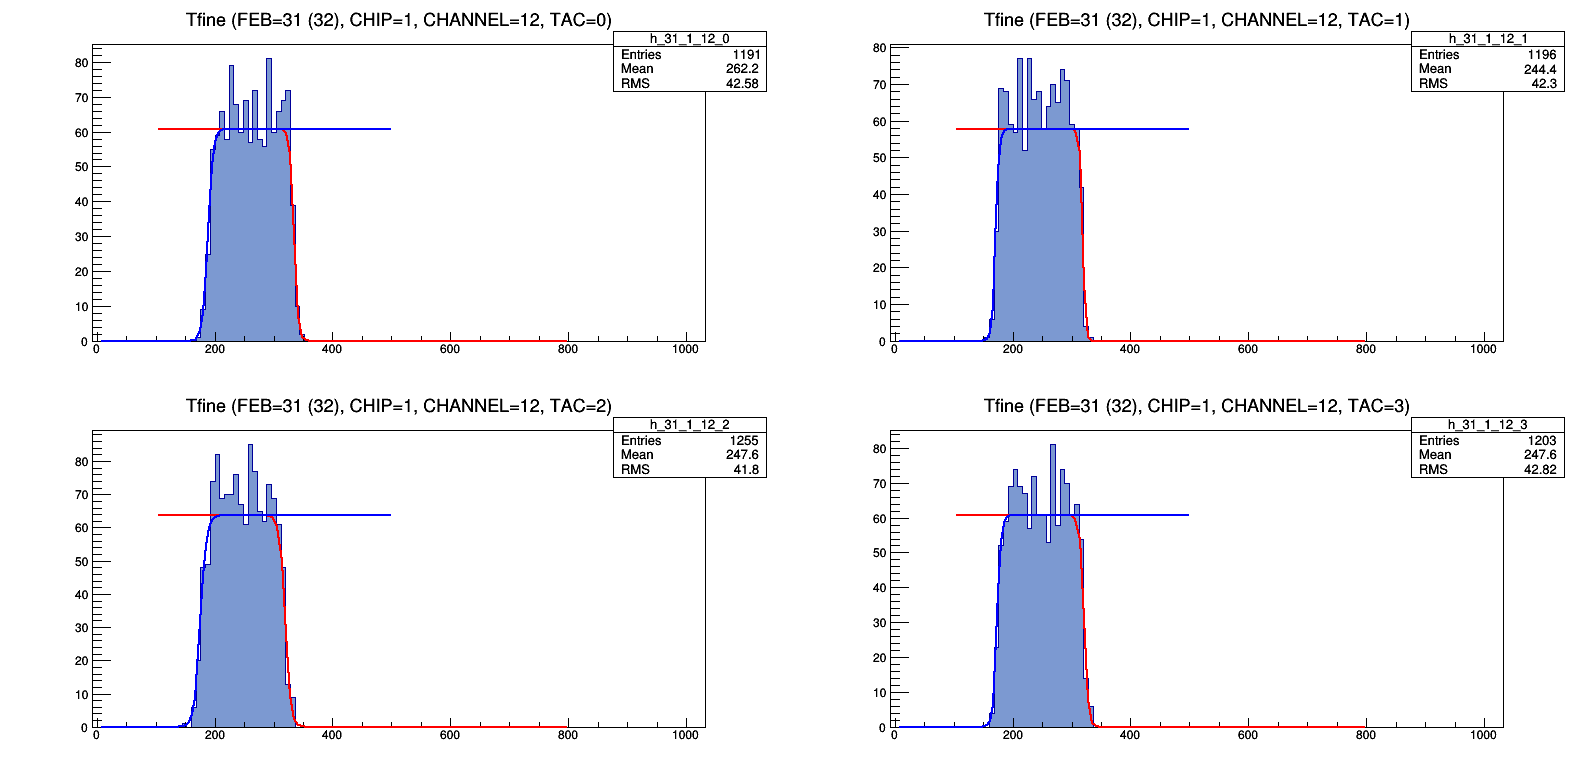 Tfine (FEB=31 (32), CHIP=1, CHANNEL=12, TAC=0)
h_31_1_12_0
Entries 1191
Mean 262.2
RMS 42.58
80
70
60
50
40
30
20
10
0
0 200 400 600 800 1000
Tfine (FEB=31 (32), CHIP=1, CHANNEL=12, TAC=1)
h_31_1_12_1
Entries 1196
Mean 244.4
RMS 42.3
80
70
60
50
40
30
20
10
0
0 200 400 600 800 1000
Tfine (FEB=31 (32), CHIP=1, CHANNEL=12, TAC=2)
h_31_1_12_2
Entries 1255
Mean 247.6
RMS 41.8
80
70
60
50
40
30
20
10
0
0 200 400 600 800 1000
Tfine (FEB=31 (32), CHIP=1, CHANNEL=12, TAC=3)
h_31_1_12_3
Entries 1203
Mean 247.6
RMS 42.82
80
70
60
50
40
30
20
10
0
0 200 400 600 800 1000